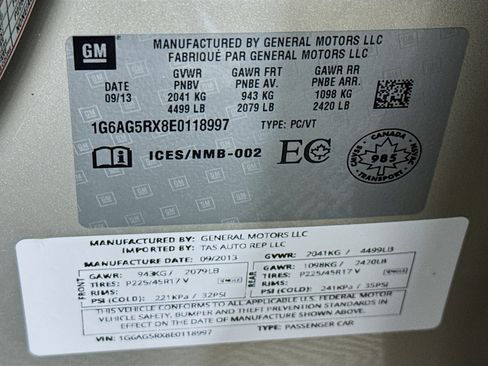 GM
MANUFACTURED BY GENERAL MOTORS LLC
FABRIQUÉ PAR GENERAL MOTORS LLC
GVWR GAWR FRT GAWR RR
DATE PNBV PNBE AV. PNBE ARR.
09/13 2041 KG 943 KG 1098 KG
4499 LB 2079 LB 2420 LB
1G6AG5RX8E0118997 TYPE: PC/VT
ICES/NMB-002 EC
CANADA
985
TRANSPORT
MANUFACTURED BY: GENERAL MOTORS LLC
IMPORTED BY: TAS AUTO REP LLC
MANUFACTURE DATE: 09/2013 GVWR: 2041KG / 4499LB
FRONT GAWR: 943KG / 2079LB REAR GAWR: 1098KG / 2420LB
TIRES: P225/45R17 V TIRES: P225/45R17 V
RIMS: RIMS:
PSI (COLD): 221KPa / 32PSI PSI (COLD): 241KPa / 35PSI
THIS VEHICLE CONFORMS TO ALL APPLICABLE U.S. FEDERAL MOTOR
VEHICLE SAFETY, BUMPER AND THEFT PREVENTION STANDARDS IN
EFFECT ON THE DATE OF MANUFACTURE SHOWN ABOVE.
VIN: 1G6AG5RX8E0118997 TYPE: PASSENGER CAR